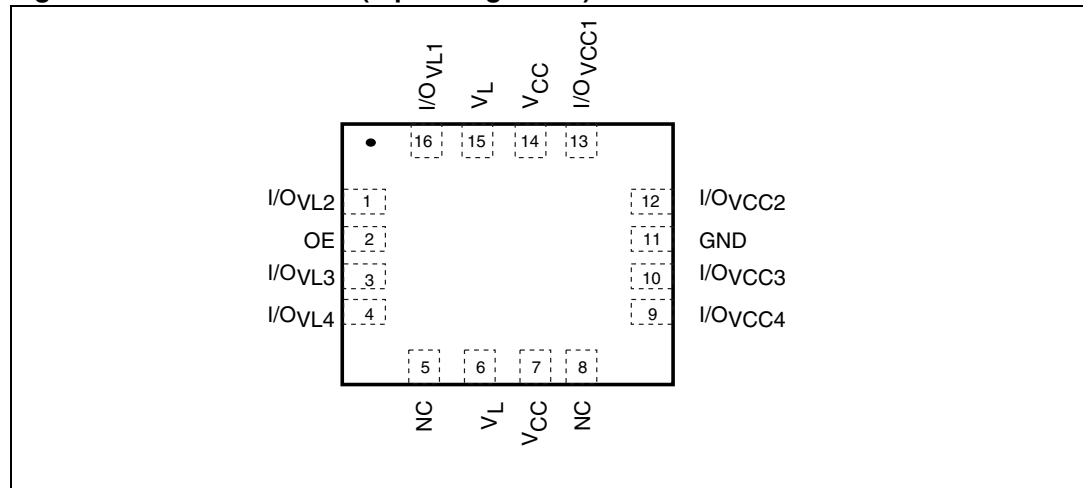 I/OVL1
VL
VCC
I/OVCC1
16 15 14 13
I/OVL2 1 12 I/OVCC2
OE 2 11 GND
I/OVL3 3 10 I/OVCC3
I/OVL4 4 9 I/OVCC4
5 6 7 8
NC
VL
VCC
NC